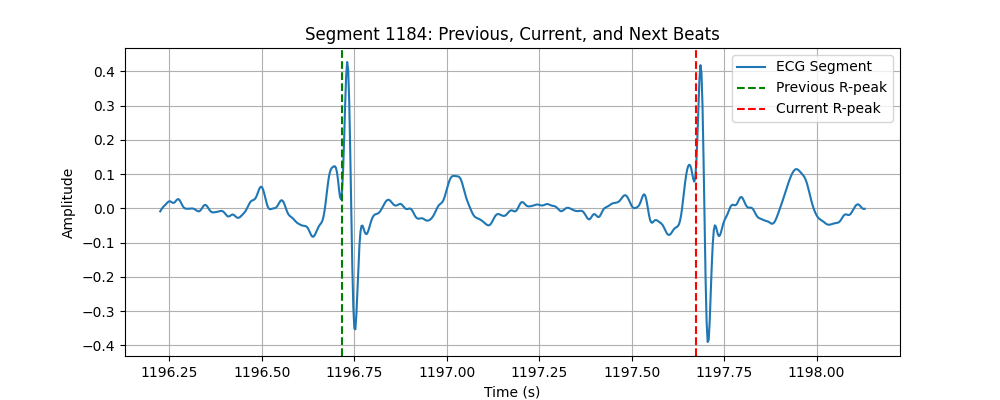 Segment 1184: Previous, Current, and Next Beats
ECG Segment
Previous R-peak
Current R-peak
Amplitude
0.4
0.3
0.2
0.1
0.0
−0.1
−0.2
−0.3
−0.4
1196.25 1196.50 1196.75 1197.00 1197.25 1197.50 1197.75 1198.00
Time (s)